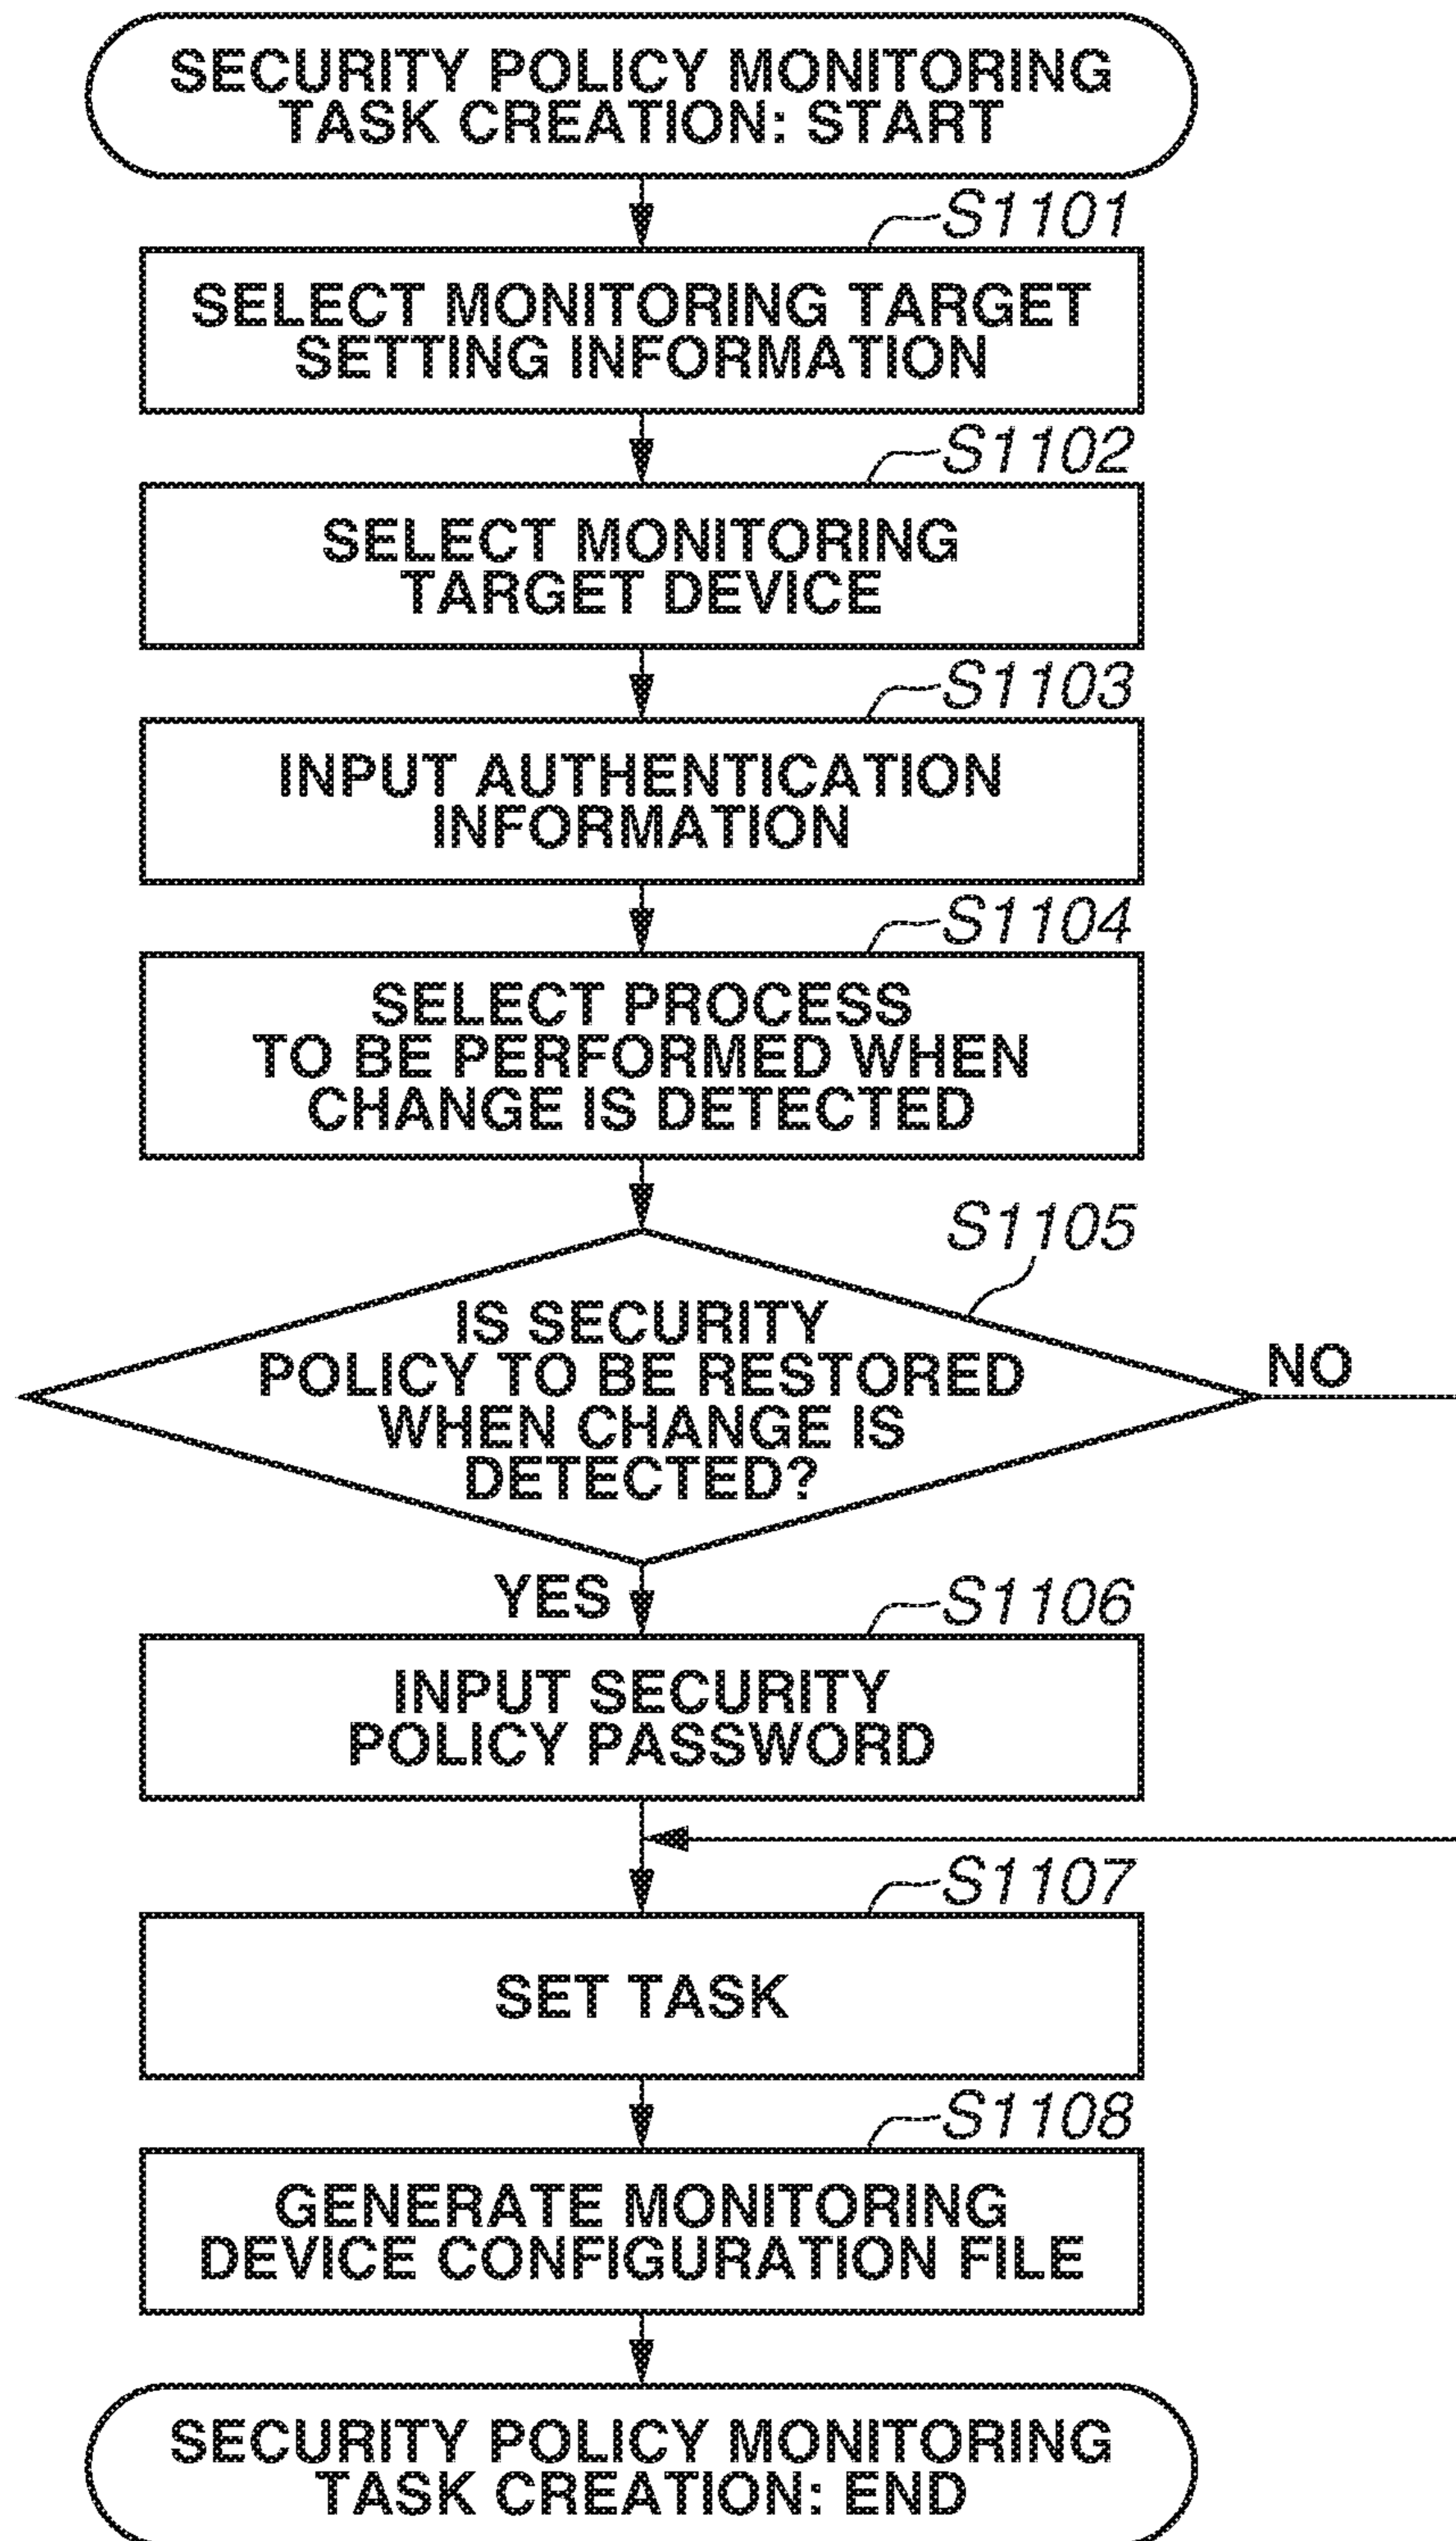 SECURITY POLICY MONITORING
TASK CREATION: START
S1101
SELECT MONITORING TARGET
SETTING INFORMATION
S1102
SELECT MONITORING
TARGET DEVICE
S1103
INPUT AUTHENTICATION
INFORMATION
S1104
SELECT PROCESS
TO BE PERFORMED WHEN
CHANGE IS DETECTED
S1105
IS SECURITY
POLICY TO BE RESTORED
WHEN CHANGE IS
DETECTED?
NO
YES
S1106
INPUT SECURITY
POLICY PASSWORD
S1107
SET TASK
S1108
GENERATE MONITORING
DEVICE CONFIGURATION FILE
SECURITY POLICY MONITORING
TASK CREATION: END